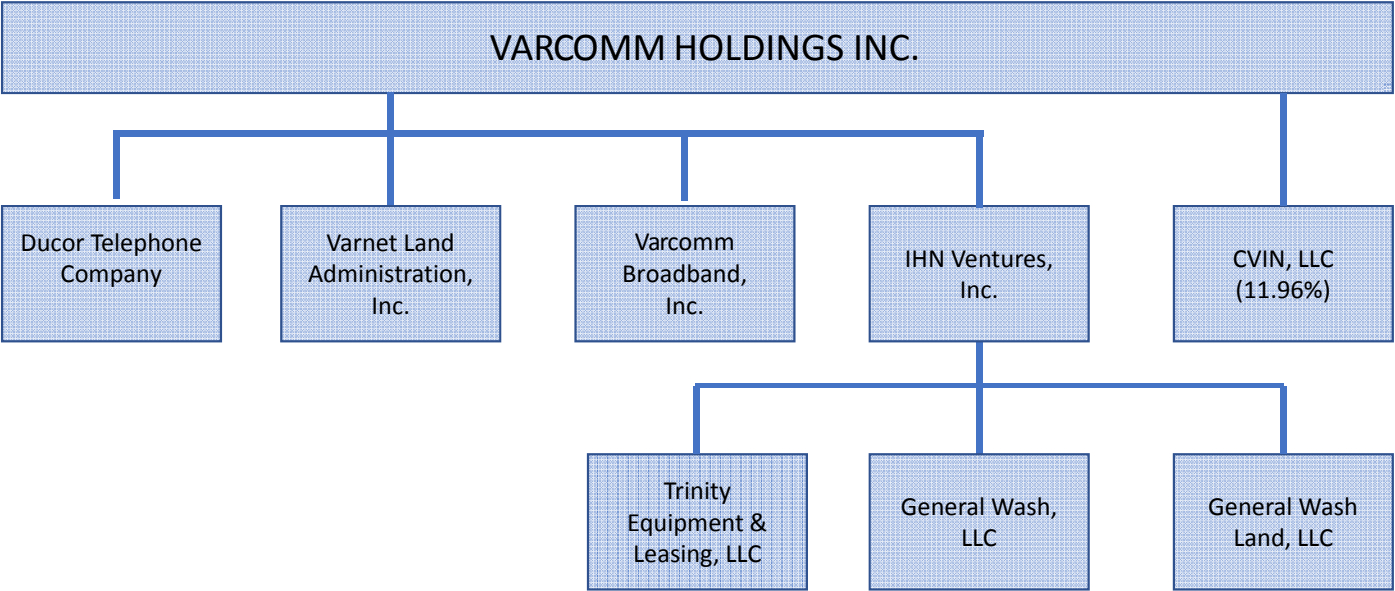 VARCOMM HOLDINGS INC.
Ducor Telephone
Company
Varnet Land
Administration,
Inc.
Varcomm
Broadband,
Inc.
IHN Ventures,
Inc.
CVIN, LLC
(11.96%)
Trinity
Equipment &
Leasing, LLC
General Wash,
LLC
General Wash
Land, LLC